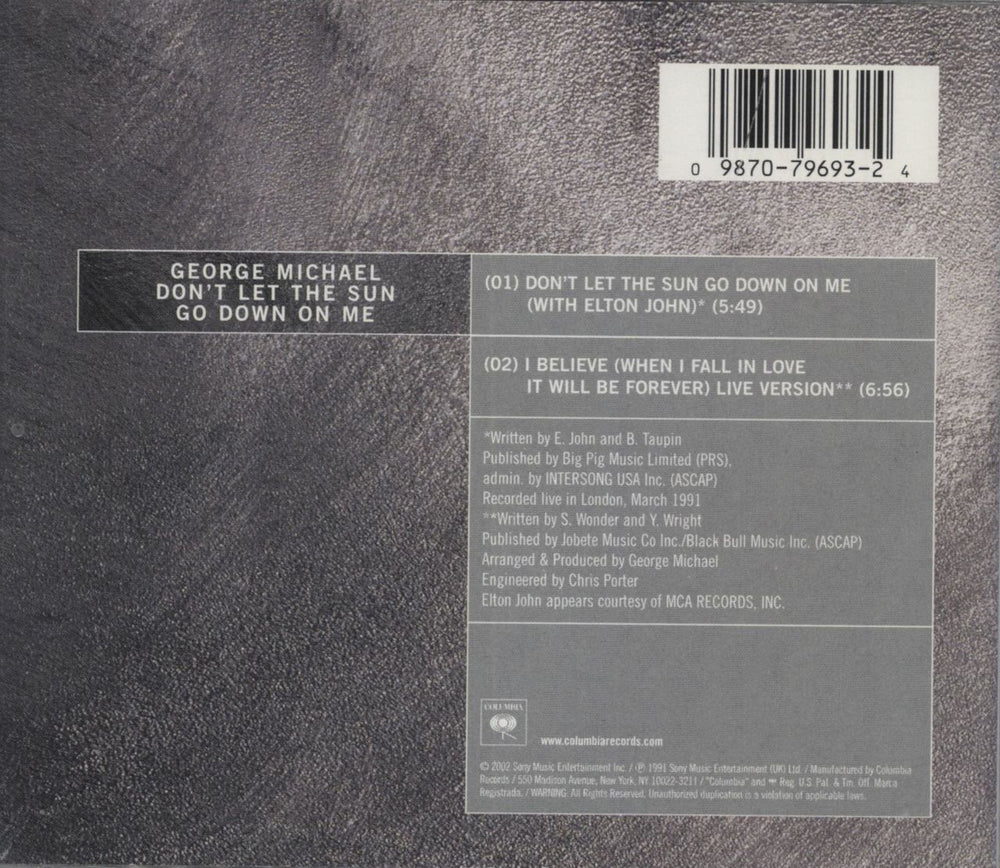 0 9870-79693-2 4
GEORGE MICHAEL
DON'T LET THE SUN
GO DOWN ON ME
(01) DON'T LET THE SUN GO DOWN ON ME
(WITH ELTON JOHN)* (5:49)
(02) I BELIEVE (WHEN I FALL IN LOVE
IT WILL BE FOREVER) LIVE VERSION** (6:56)
*Written by E. John and B. Taupin
Published by Big Pig Music Limited (PRS),
admin. by INTERSONG USA Inc. (ASCAP)
Recorded live in London, March 1991
**Written by S. Wonder and Y. Wright
Published by Jobete Music Co Inc./Black Bull Music Inc. (ASCAP)
Arranged & Produced by George Michael
Engineered by Chris Porter
Elton John appears courtesy of MCA RECORDS, INC.
COLUMBIA
www.columbiarecords.com
© 2002 Sony Music Entertainment Inc. / ℗ 1991 Sony Music Entertainment (UK) Ltd. / Manufactured by Columbia
Records / 550 Madison Avenue, New York, NY 10022-3211 / "Columbia" and Reg. U.S. Pat. & Tm. Off. Marca
Registrada. / WARNING: All Rights Reserved. Unauthorized duplication is a violation of applicable laws.